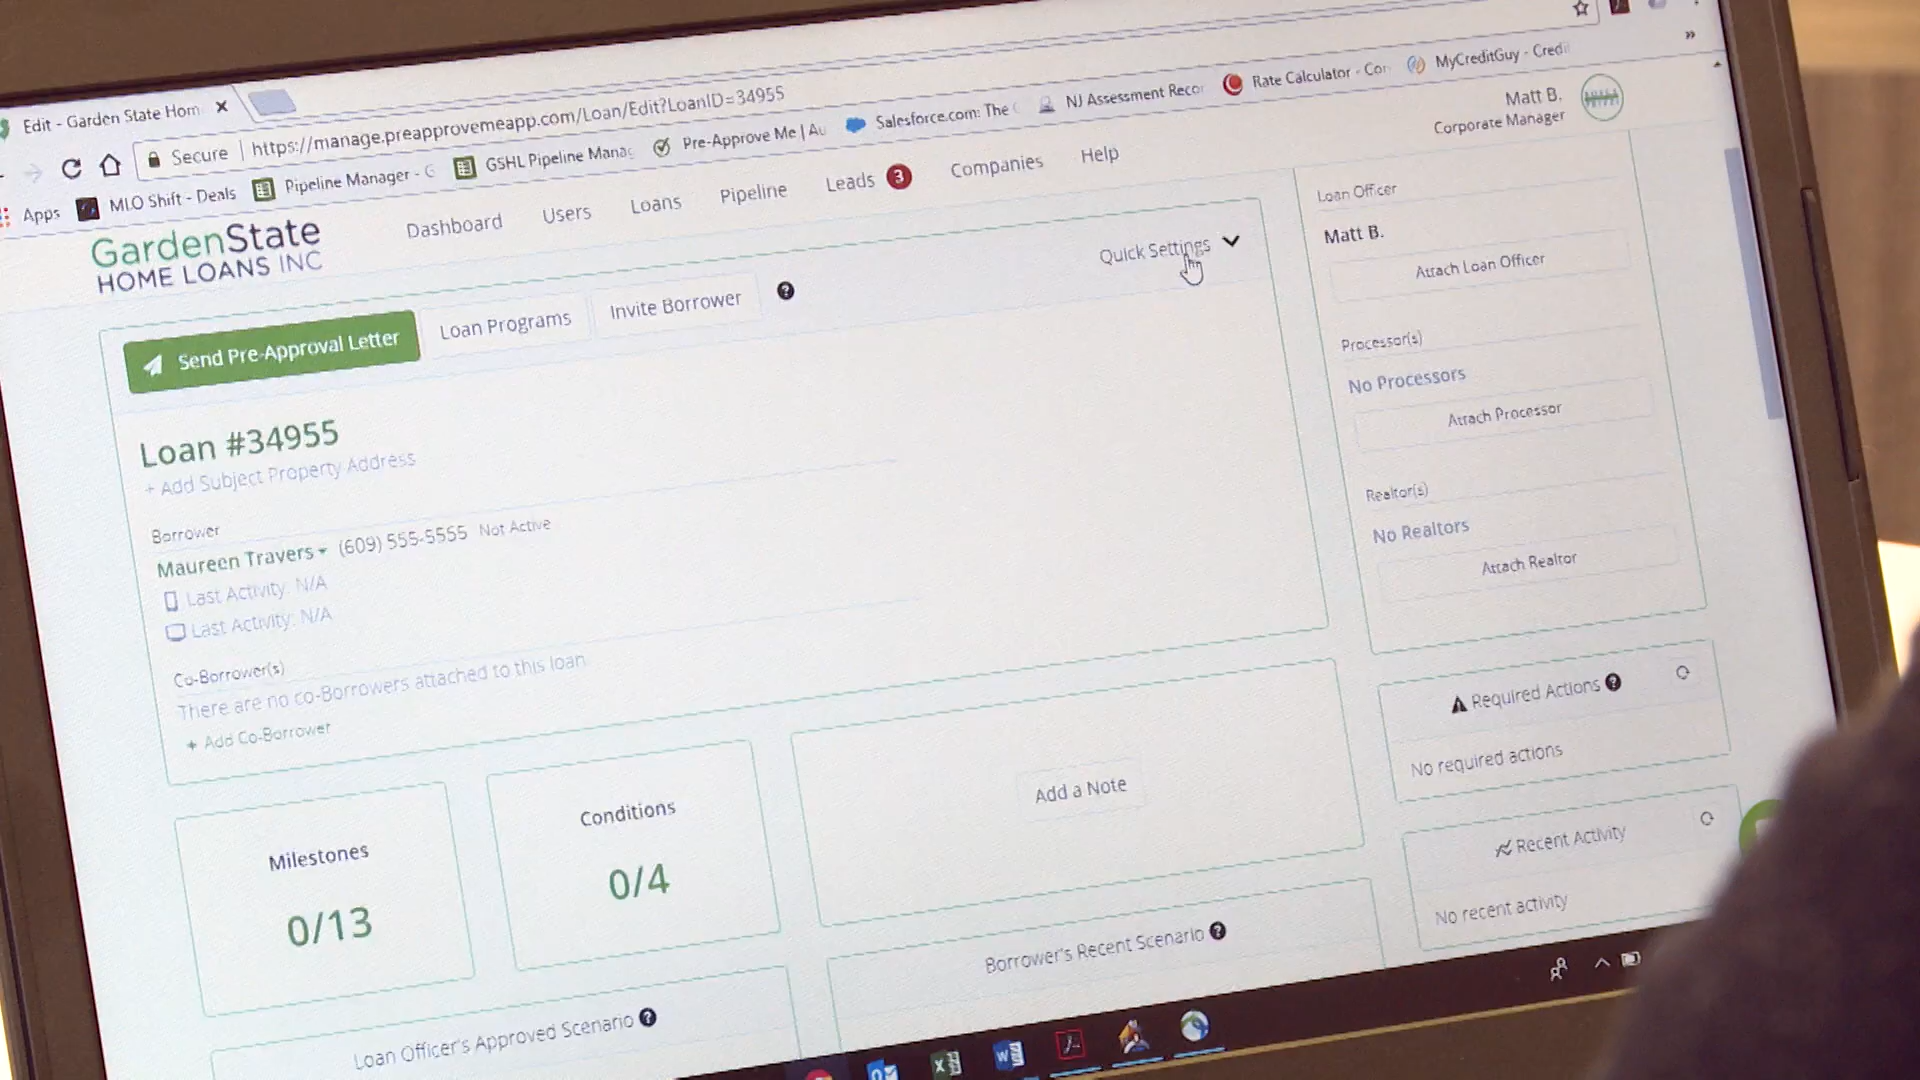 Edit - Garden State Hom
Secure | https://manage.preapprovemeapp.com/Loan/Edit?LoanID=34955
Apps MLO Shift - Deals Pipeline Manager - G GSHL Pipeline Manag Pre-Approve Me | Au Salesforce.com: The C NJ Assessment Recor Rate Calculator - Cor MyCreditGuy - Credi »
GardenState
HOME LOANS INC
Dashboard Users Loans Pipeline Leads 3 Companies Help
Matt B.
Corporate Manager
Send Pre-Approval Letter Loan Programs Invite Borrower ?
Quick Settings
Loan #34955
+ Add Subject Property Address
Borrower
Maureen Travers (609) 555-5555 Not Active
Last Activity: N/A
Last Activity: N/A
Co-Borrower(s)
There are no co-Borrowers attached to this loan
+ Add Co-Borrower
Milestones
0/13
Conditions
0/4
Add a Note
Loan Officer's Approved Scenario ?
Borrower's Recent Scenario ?
Loan Officer
Matt B.
Attach Loan Officer
Processor(s)
No Processors
Attach Processor
Realtor(s)
No Realtors
Attach Realtor
Required Actions ?
No required actions
Recent Activity
No recent activity